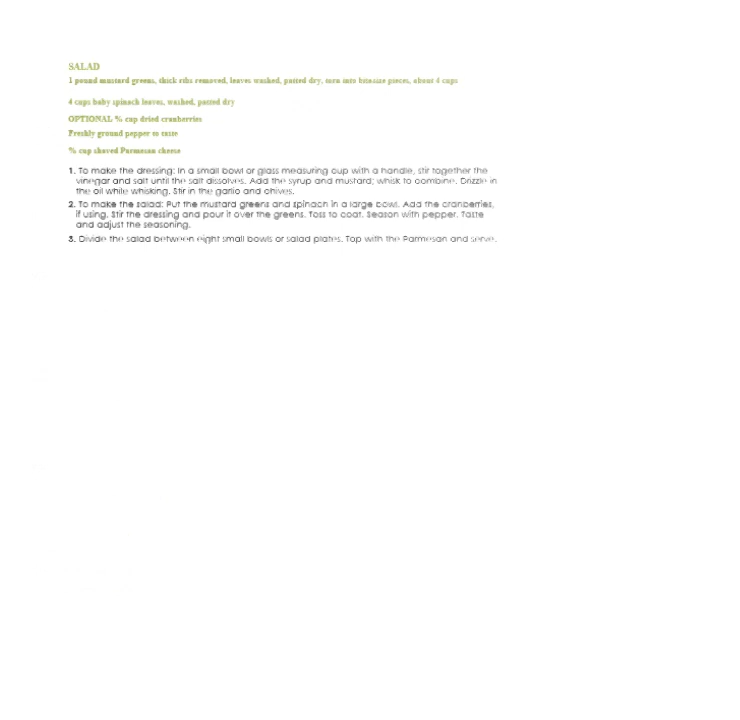 SALAD
1 pound mustard greens, thick ribs removed, leaves washed, patted dry, torn into bite-size pieces, about 4 cups
4 cups baby spinach leaves, washed, patted dry
OPTIONAL % cup dried cranberries
Freshly ground pepper to taste
% cup shaved Parmesan cheese
1. To make the dressing: In a small bowl or glass measuring cup with a handle, stir together the
vinegar and salt until the salt dissolves. Add the syrup and mustard; whisk to combine. Drizzle in
the oil while whisking. Stir in the garlic and chives.
2. To make the salad: Put the mustard greens and spinach in a large bowl. Add the cranberries,
if using. Stir the dressing and pour it over the greens. Toss to coat. Season with pepper. Taste
and adjust the seasoning.
3. Divide the salad between eight small bowls or salad plates. Top with the Parmesan and serve.